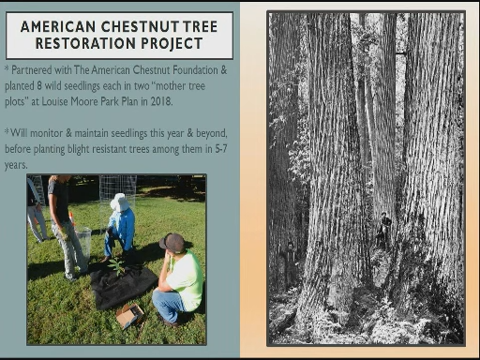 AMERICAN CHESTNUT TREE
RESTORATION PROJECT
* Partnered with The American Chestnut Foundation &
planted 8 wild seedlings each in two “mother tree
plots” at Louise Moore Park Plan in 2018.
* Will monitor & maintain seedlings this year & beyond,
before planting blight resistant trees among them in 5-7
years.